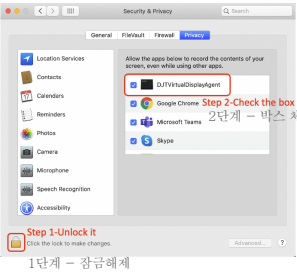 Security & Privacy
Search
General
FileVault
Firewall
Privacy
Location Services
Contacts
Calendars
Reminders
Photos
Camera
Microphone
Speech Recognition
Accessibility
Allow the apps below to record the contents of your
screen, even while using other apps.
DJTVirtualDisplayAgent
Google Chrome
Step 2-Check the box
2단계 – 박스 체
Microsoft Teams
Skype
Step 1-Unlock it
Click the lock to make changes.
Advanced...
?
1단계 – 잠금해제